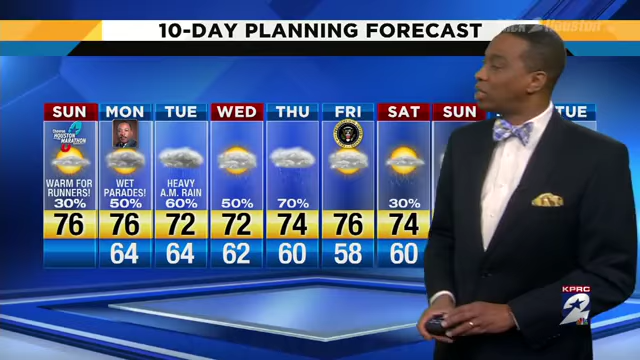 Click2Houston
10-DAY PLANNING FORECAST
SUN MON TUE WED THU FRI SAT SUN TUE
HOUSTON
MARATHON
WARM FOR RUNNERS! WET PARADES! HEAVY A.M. RAIN
30% 50% 60% 50% 70% 30%
76 76 72 72 74 76 74
64 64 62 60 58 60
KPRC
2